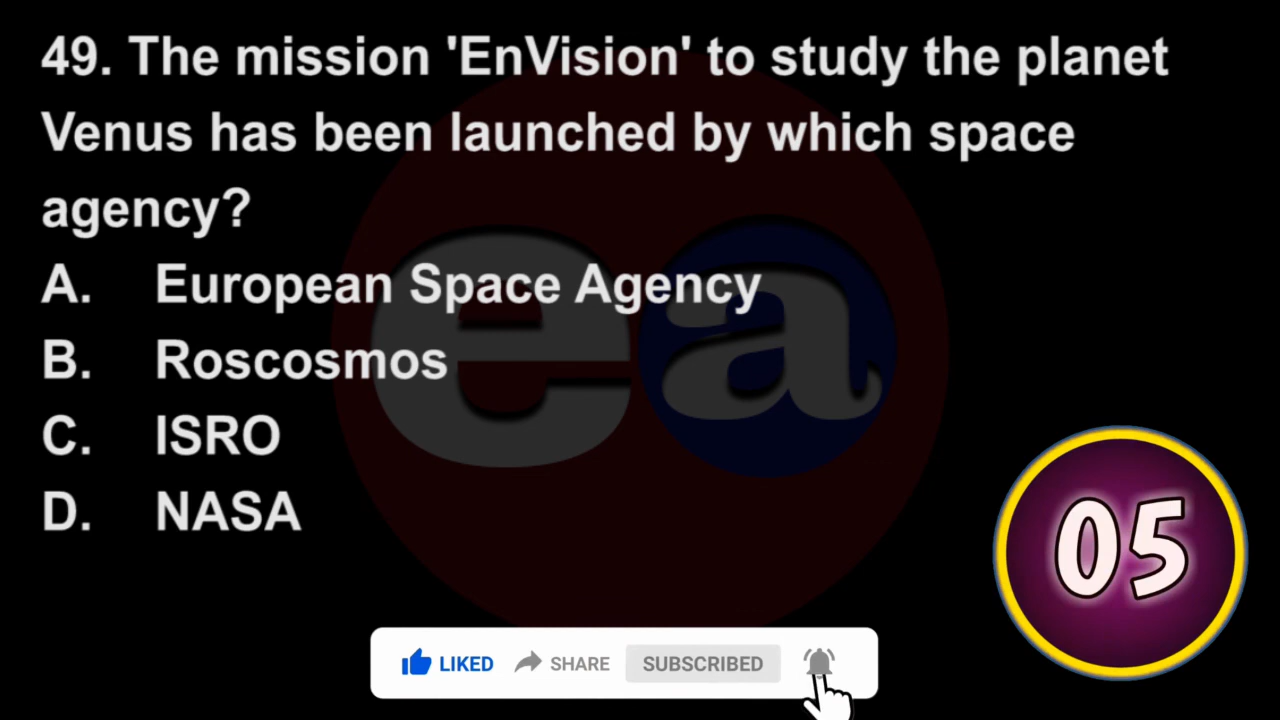 49. The mission 'EnVision' to study the planet
Venus has been launched by which space
agency?
A. European Space Agency
B. Roscosmos
C. ISRO
D. NASA
ea
05
LIKED SHARE SUBSCRIBED